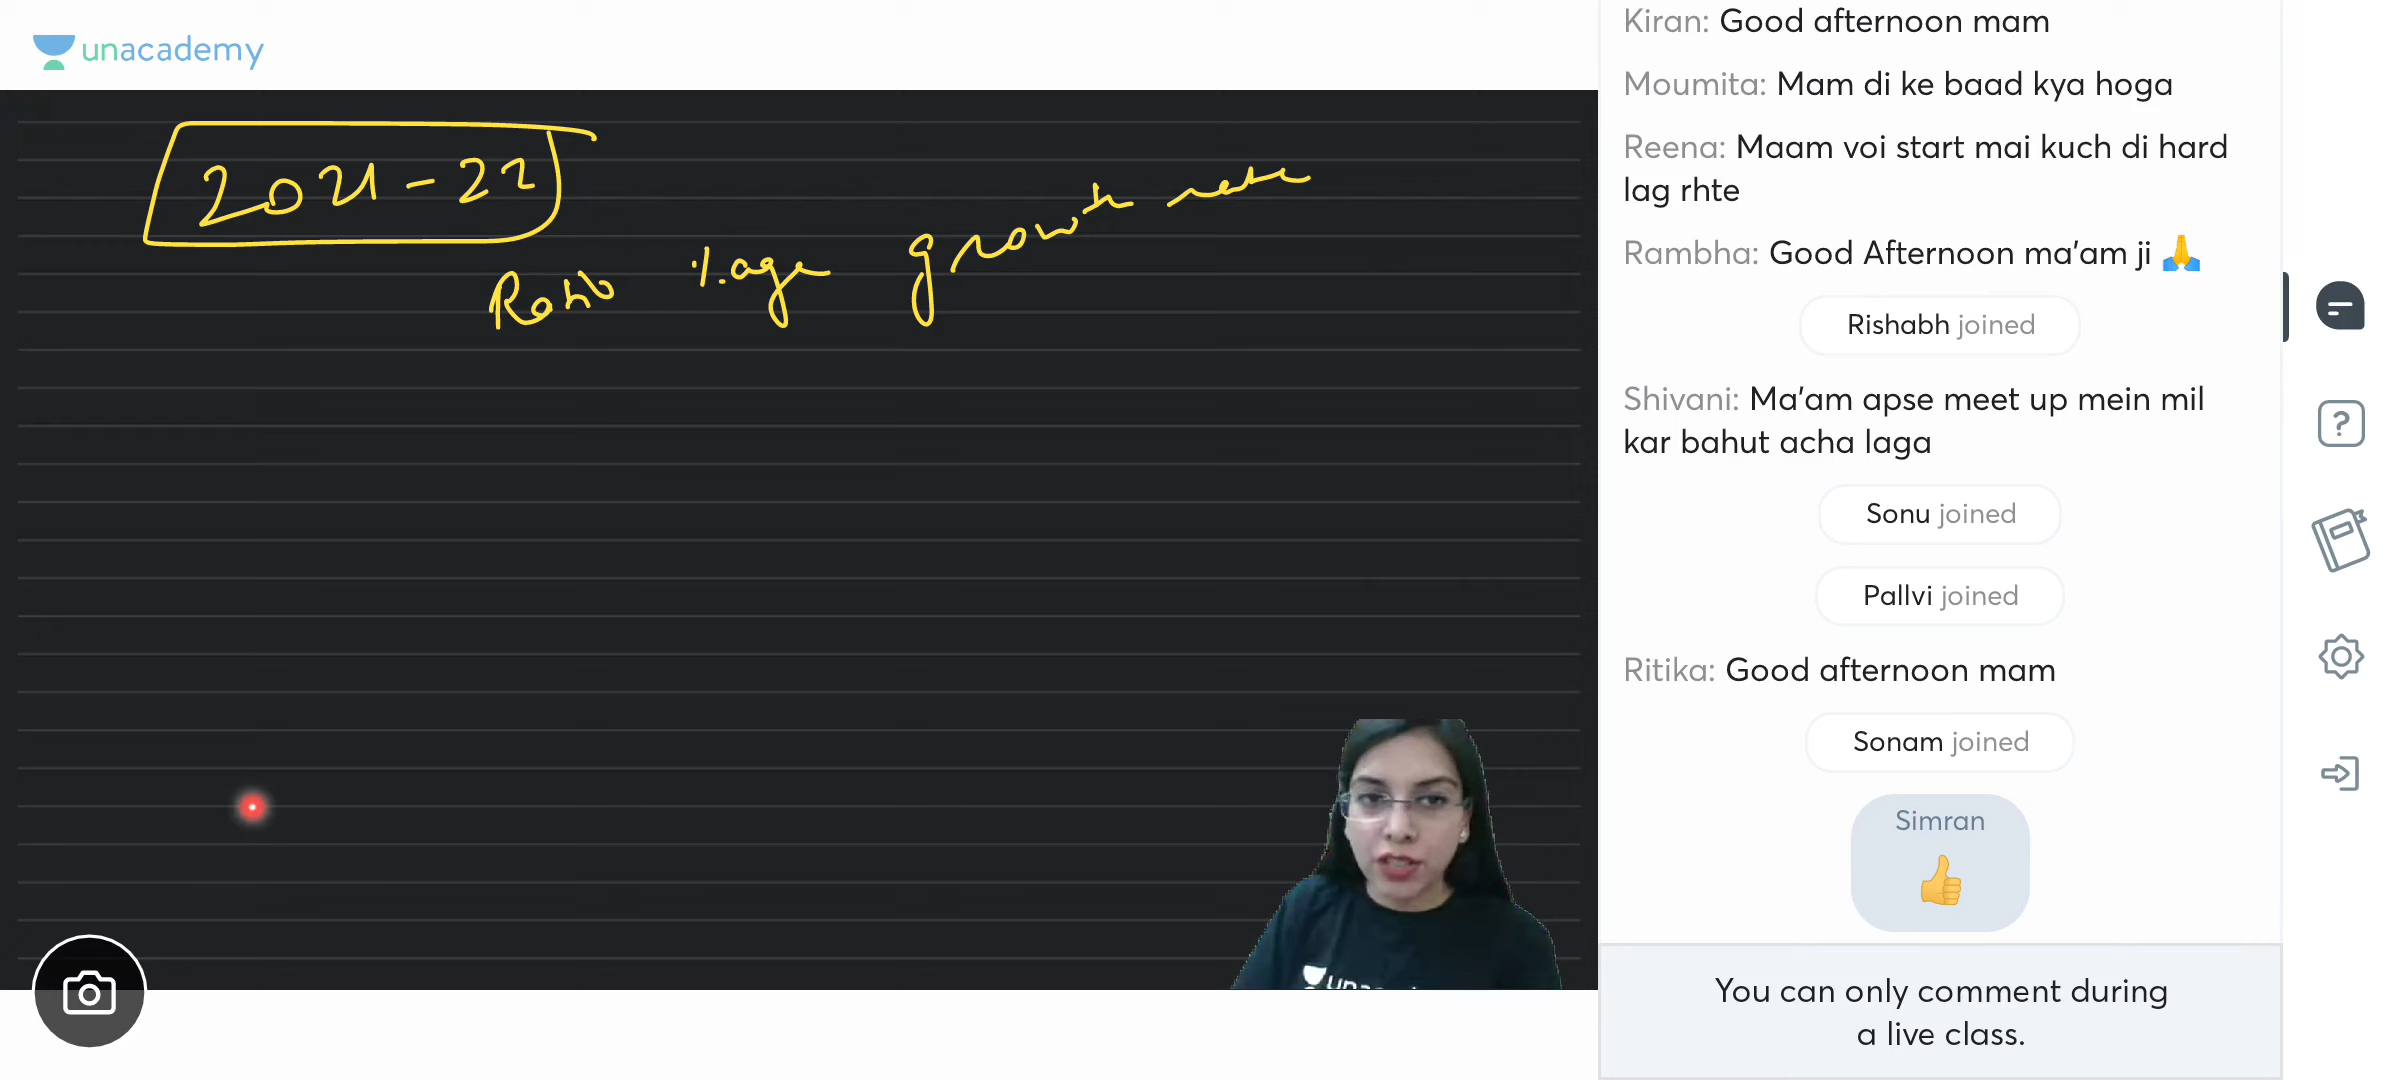 unacademy
2021-22
Ratio %age growth rate
Kiran: Good afternoon mam
Moumita: Mam di ke baad kya hoga
Reena: Maam voi start mai kuch di hard
lag rhte
Rambha: Good Afternoon ma'am ji 🙏
Rishabh joined
Shivani: Ma'am apse meet up mein mil
kar bahut acha laga
Sonu joined
Pallvi joined
Ritika: Good afternoon mam
Sonam joined
Simran
👍
You can only comment during
a live class.